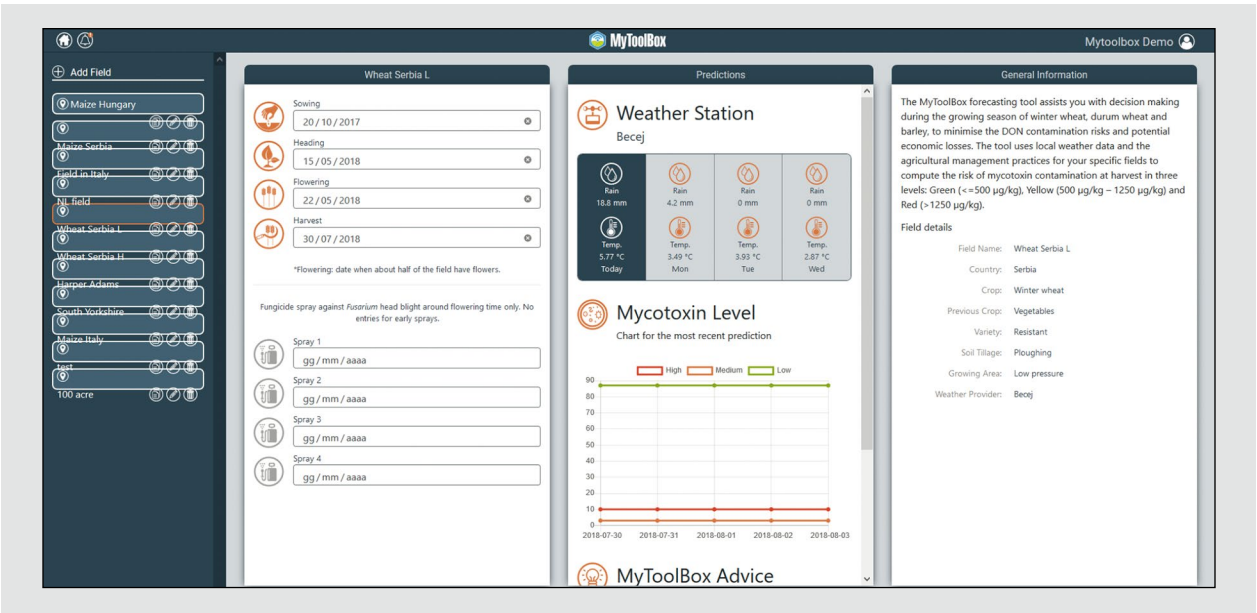 MyToolBox
Mytoolbox Demo
Add Field
Maize Hungary
Maize Serbia
Field in Italy
NL field
Wheat Serbia L
Wheat Serbia H
Harper Adams
South Yorkshire
Maize Italy
test
100 acre
Wheat Serbia L
Sowing
20/10/2017
Heading
15/05/2018
Flowering
22/05/2018
Harvest
30/07/2018
*Flowering: date when about half of the field have flowers.
Fungicide spray against Fusarium head blight around flowering time only. No
entries for early sprays.
Spray 1
gg/mm/aaaa
Spray 2
gg/mm/aaaa
Spray 3
gg/mm/aaaa
Spray 4
gg/mm/aaaa
Predictions
Weather Station
Becej
Rain Rain Rain Rain
18.8 mm 4.2 mm 0 mm 0 mm
Temp. Temp. Temp. Temp.
5.77 °C 3.49 °C 3.93 °C 2.87 °C
Today Mon Tue Wed
Mycotoxin Level
Chart for the most recent prediction
High Medium Low
90
80
70
60
50
40
30
20
10
0
2018-07-30 2018-07-31 2018-08-01 2018-08-02 2018-08-03
MyToolBox Advice
General Information
The MyToolBox forecasting tool assists you with decision making
during the growing season of winter wheat, durum wheat and
barley, to minimise the DON contamination risks and potential
economic losses. The tool uses local weather data and the
agricultural management practices for your specific fields to
compute the risk of mycotoxin contamination at harvest in three
levels: Green (<=500 µg/kg), Yellow (500 µg/kg – 1250 µg/kg) and
Red (>1250 µg/kg).
Field details
Field Name: Wheat Serbia L
Country: Serbia
Crop: Winter wheat
Previous Crop: Vegetables
Variety: Resistant
Soil Tillage: Ploughing
Growing Area: Low pressure
Weather Provider: Becej